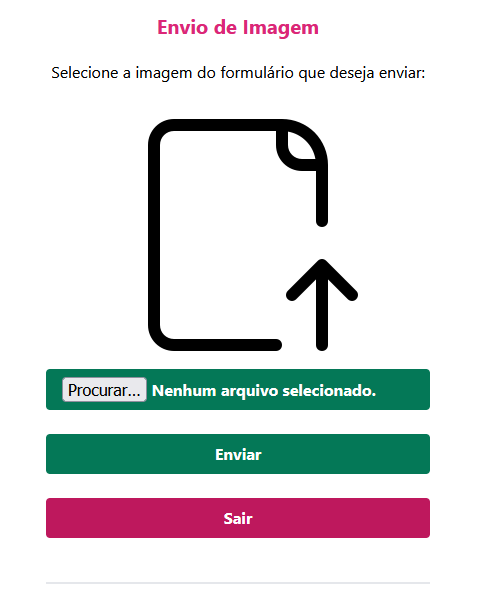 Envio de Imagem
Selecione a imagem do formulário que deseja enviar:
Procurar... Nenhum arquivo selecionado.
Enviar
Sair